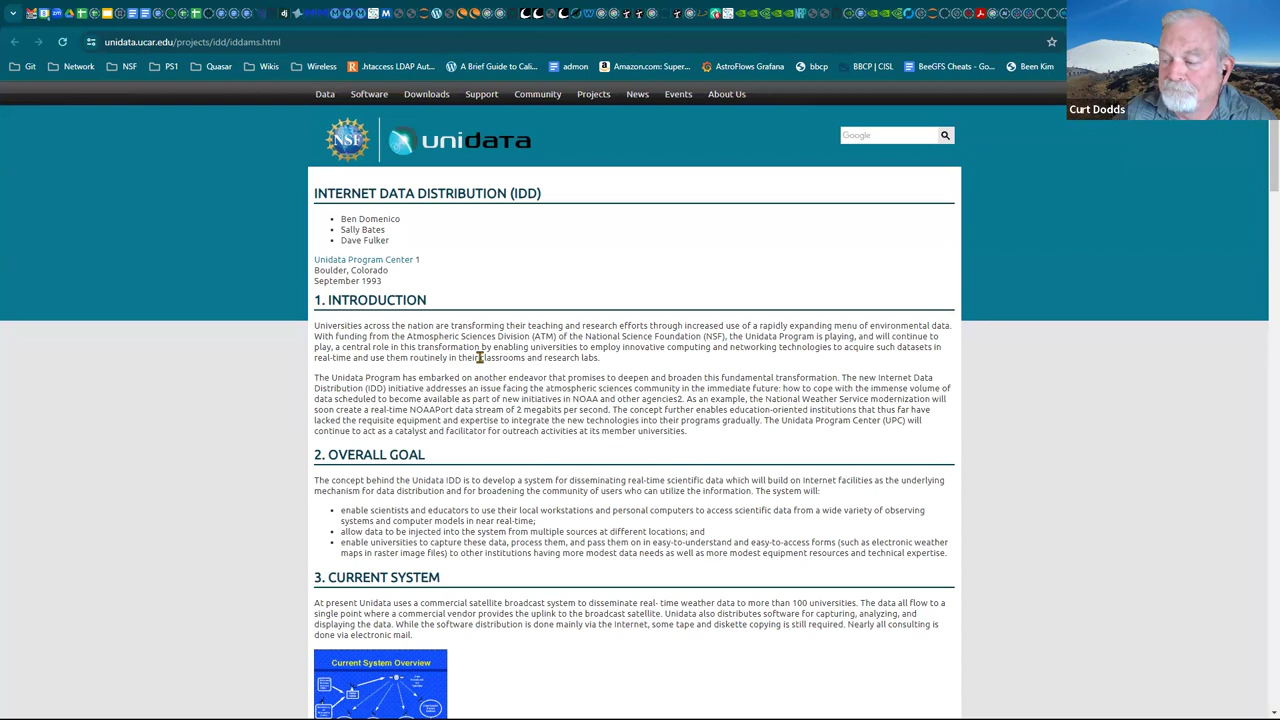 unidata.ucar.edu/projects/idd/iddams.html
Git Network NSF PS1 Quasar Wikis Wireless .htaccess LDAP Aut... A Brief Guide to Cali... admon Amazon.com: Super... AstroFlows Grafana bbcp BBCP | CISL BeeGFS Cheats - Go... Been Kim
Curt Dodds
Data Software Downloads Support Community Projects News Events About Us
NSF unidata
Google
INTERNET DATA DISTRIBUTION (IDD)
• Ben Domenico
• Sally Bates
• Dave Fulker
Unidata Program Center 1
Boulder, Colorado
September 1993
1. INTRODUCTION
Universities across the nation are transforming their teaching and research efforts through increased use of a rapidly expanding menu of environmental data.
With funding from the Atmospheric Sciences Division (ATM) of the National Science Foundation (NSF), the Unidata Program is playing, and will continue to
play, a central role in this transformation by enabling universities to employ innovative computing and networking technologies to acquire such datasets in
real-time and use them routinely in their classrooms and research labs.
The Unidata Program has embarked on another endeavor that promises to deepen and broaden this fundamental transformation. The new Internet Data
Distribution (IDD) initiative addresses an issue facing the atmospheric sciences community in the immediate future: how to cope with the immense volume of
data scheduled to become available as part of new initiatives in NOAA and other agencies2. As an example, the National Weather Service modernization will
soon create a real-time NOAAPort data stream of 2 megabits per second. The concept further enables education-oriented institutions that thus far have
lacked the requisite equipment and expertise to integrate the new technologies into their programs gradually. The Unidata Program Center (UPC) will
continue to act as a catalyst and facilitator for outreach activities at its member universities.
2. OVERALL GOAL
The concept behind the Unidata IDD is to develop a system for disseminating real-time scientific data which will build on Internet facilities as the underlying
mechanism for data distribution and for broadening the community of users who can utilize the information. The system will:
• enable scientists and educators to use their local workstations and personal computers to access scientific data from a wide variety of observing
systems and computer models in near real-time;
• allow data to be injected into the system from multiple sources at different locations; and
• enable universities to capture these data, process them, and pass them on in easy-to-understand and easy-to-access forms (such as electronic weather
maps in raster image files) to other institutions having more modest data needs as well as more modest equipment resources and technical expertise.
3. CURRENT SYSTEM
At present Unidata uses a commercial satellite broadcast system to disseminate real- time weather data to more than 100 universities. The data all flow to a
single point where a commercial vendor provides the uplink to the broadcast satellite. Unidata also distributes software for capturing, analyzing, and
displaying the data. While the software distribution is done mainly via the Internet, some tape and diskette copying is still required. Nearly all consulting is
done via electronic mail.
Current System Overview